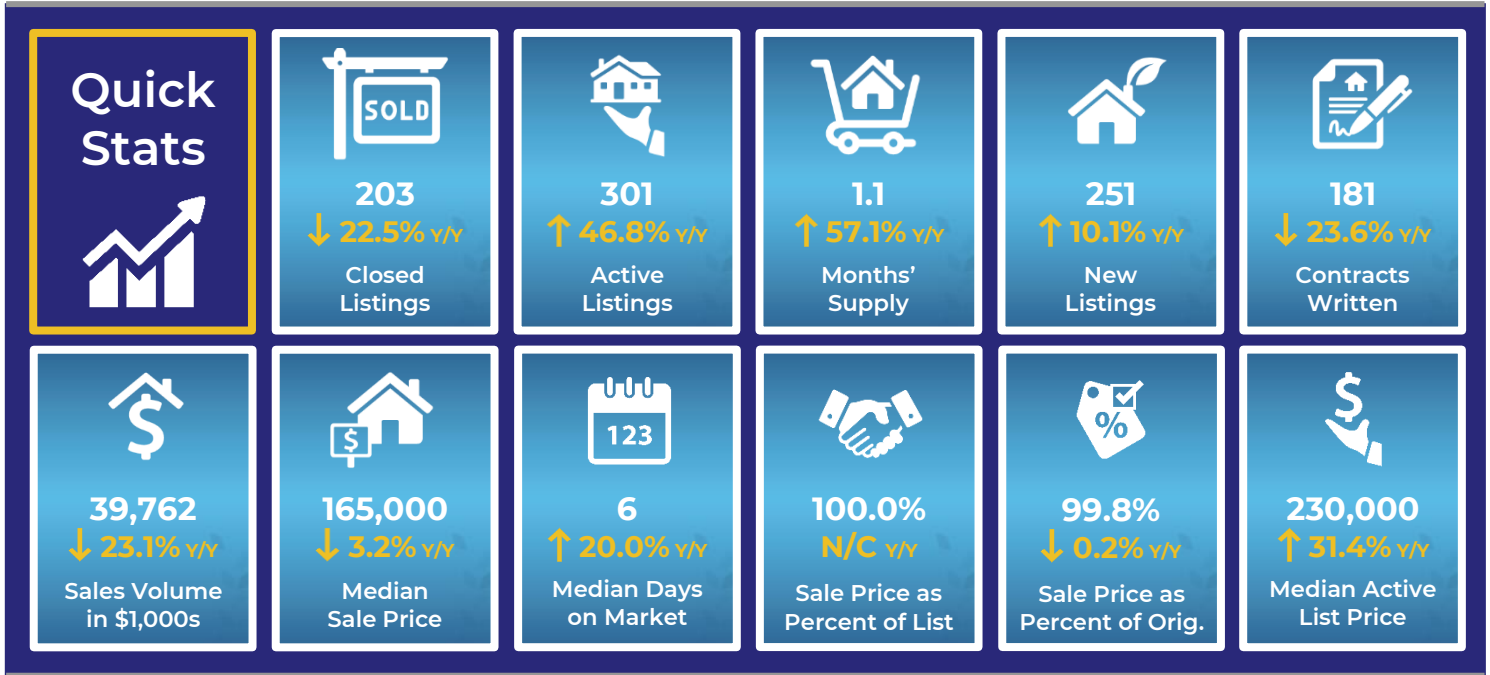 Quick
Stats
SOLD
203
↓ 22.5% Y/Y
Closed
Listings
301
↑ 46.8% Y/Y
Active
Listings
1.1
↑ 57.1% Y/Y
Months’
Supply
251
↑ 10.1% Y/Y
New
Listings
181
↓ 23.6% Y/Y
Contracts
Written
$
39,762
↓ 23.1% Y/Y
Sales Volume
in $1,000s
$
165,000
↓ 3.2% Y/Y
Median
Sale Price
123
6
↑ 20.0% Y/Y
Median Days
on Market
100.0%
N/C Y/Y
Sale Price as
Percent of List
%
99.8%
↓ 0.2% Y/Y
Sale Price as
Percent of Orig.
$
230,000
↑ 31.4% Y/Y
Median Active
List Price